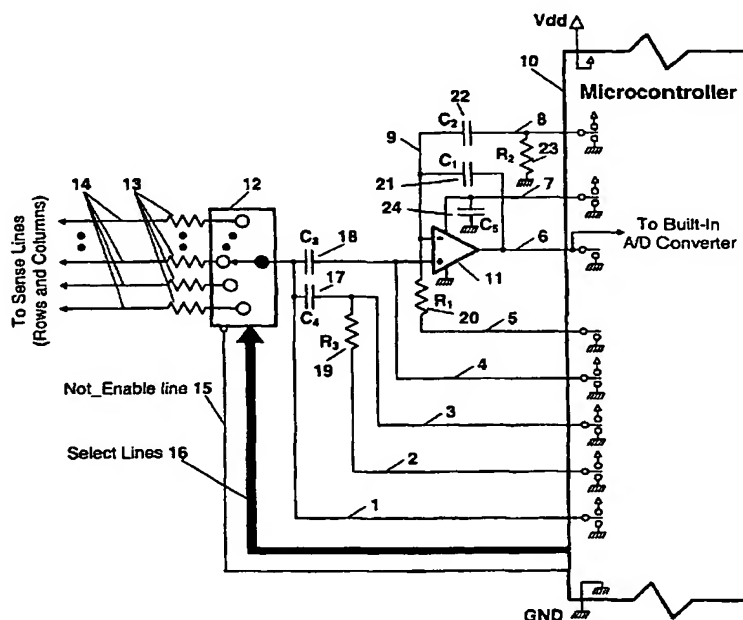 Vdd
10
Microcontroller
22
C2
8
9
R2
23
C1
21
7
24
C5
12
14
13
To Sense Lines
(Rows and Columns)
C3
18
17
C4
-
+
11
6
To Built-In
A/D Converter
R1
20
5
R3
19
4
3
2
1
Not_Enable line 15
Select Lines 16
GND